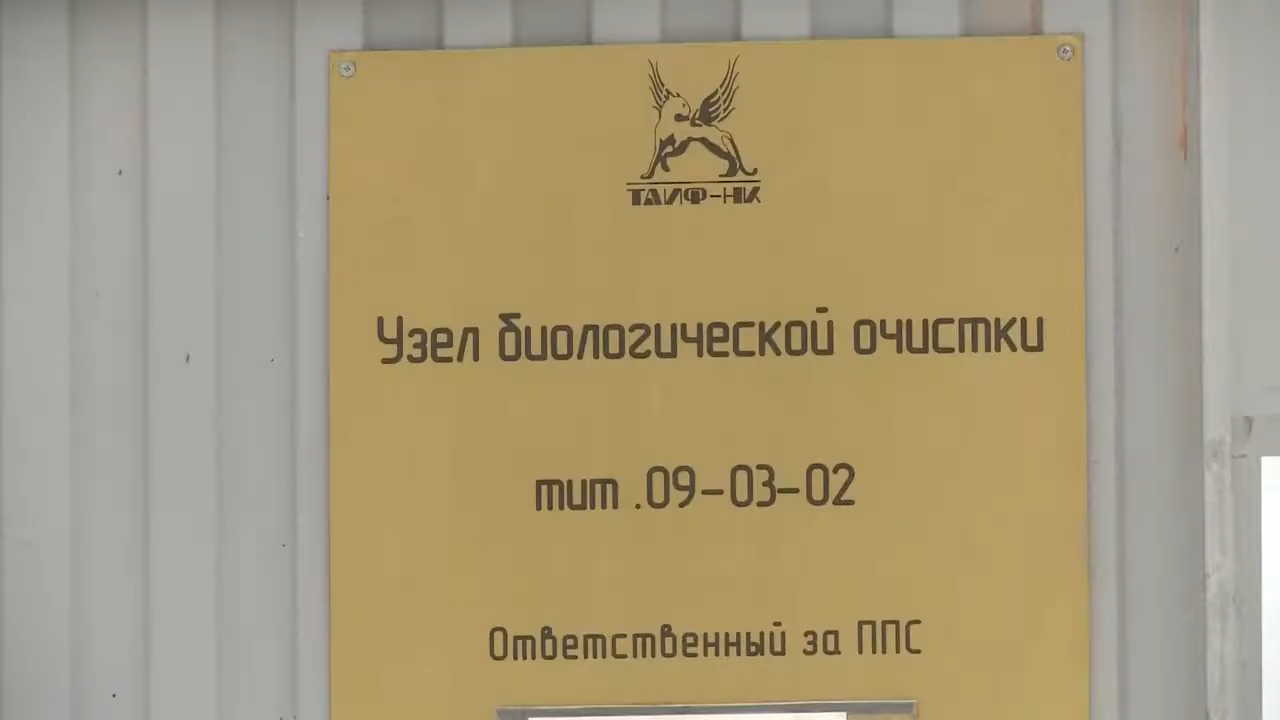 ТАИФ-НК
Узел биологической очистки
тит .09-03-02
Ответственный за ППС